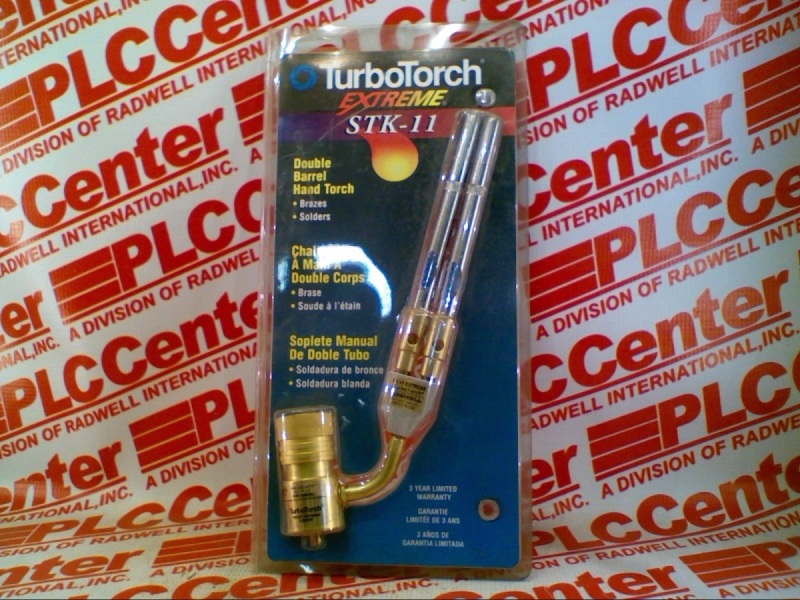 TurboTorch
EXTREME
STK-11
Double
Barrel
Hand Torch
• Brazes
• Solders
À Main À
Double Corps
• Brase
• Soude à l'étain
Soplete Manual
De Doble Tubo
• Soldadura de bronce
• Soldadura blanda
TurboTorch
3 YEAR LIMITED
WARRANTY
GARANTIE
LIMITÉE DE 3 ANS
3 AÑOS DE
GARANTIA LIMITADA
PLCCenter
A DIVISION OF RADWELL INTERNATIONAL, INC.